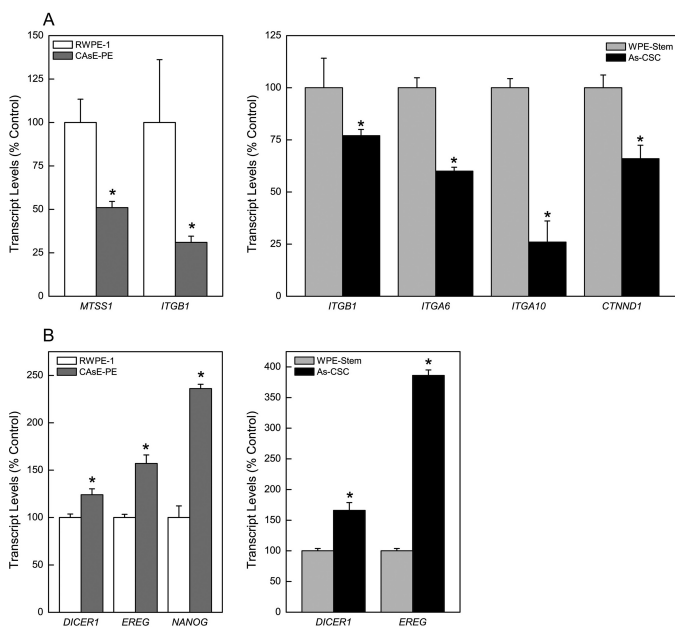 A
Transcript Levels (% Control)
150
125
100
75
50
25
0
RWPE-1
CAsE-PE
*
*
MTSS1 ITGB1
Transcript Levels (% Control)
125
100
75
50
25
0
WPE-Stem
As-CSC
*
*
*
*
ITGB1 ITGA6 ITGA10 CTNND1
B
Transcript Levels (% Control)
250
200
150
100
50
0
RWPE-1
CAsE-PE
*
*
*
DICER1 EREG NANOG
Transcript Levels (% Control)
400
350
300
250
200
150
100
50
0
WPE-Stem
As-CSC
*
*
DICER1 EREG